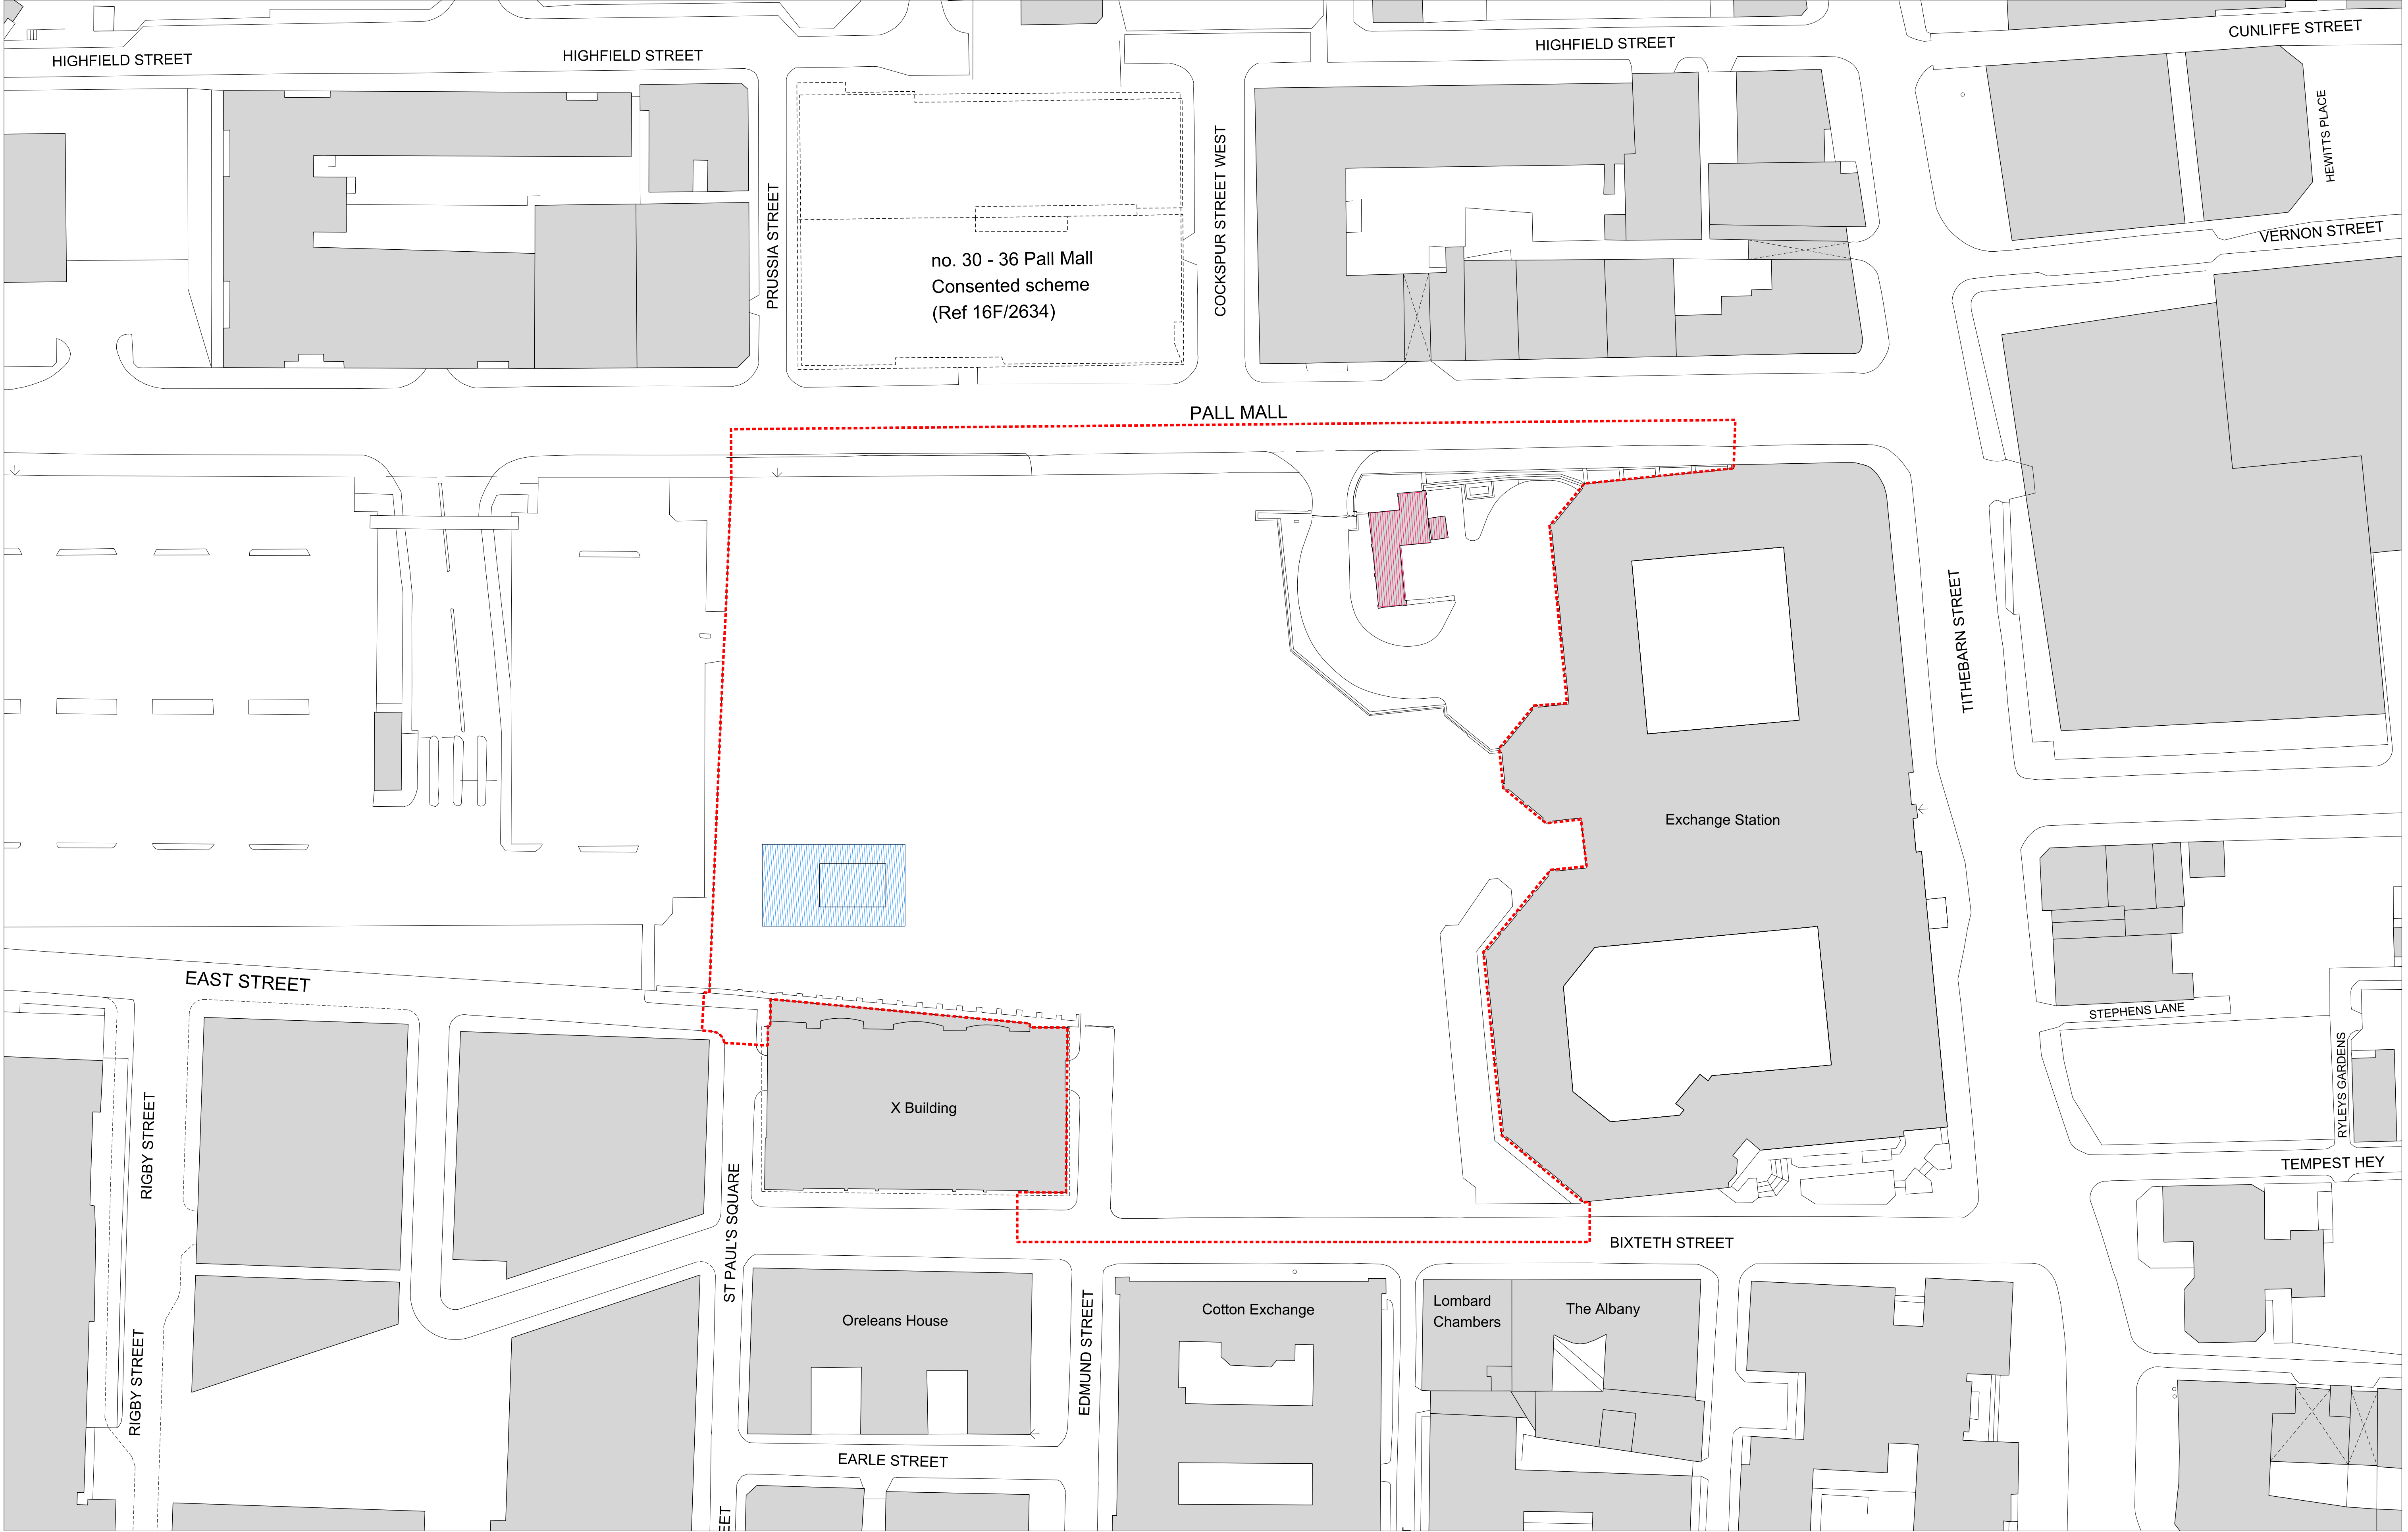 CUNLIFFE STREET
HIGHFIELD STREET
HIGHFIELD STREET
HIGHFIELD STREET
HEWITTS PLACE
PRUSSIA STREET
COCKSPUR STREET WEST
VERNON STREET
no. 30 - 36 Pall Mall
Consented scheme
(Ref 16F/2634)
PALL MALL
TITHEBARN STREET
Exchange Station
EAST STREET
STEPHENS LANE
RYLEYS GARDENS
RIGBY STREET
X Building
ST PAUL'S SQUARE
TEMPEST HEY
BIXTETH STREET
RIGBY STREET
Oreleans House
EDMUND STREET
Cotton Exchange
Lombard
Chambers
The Albany
EARLE STREET
EET